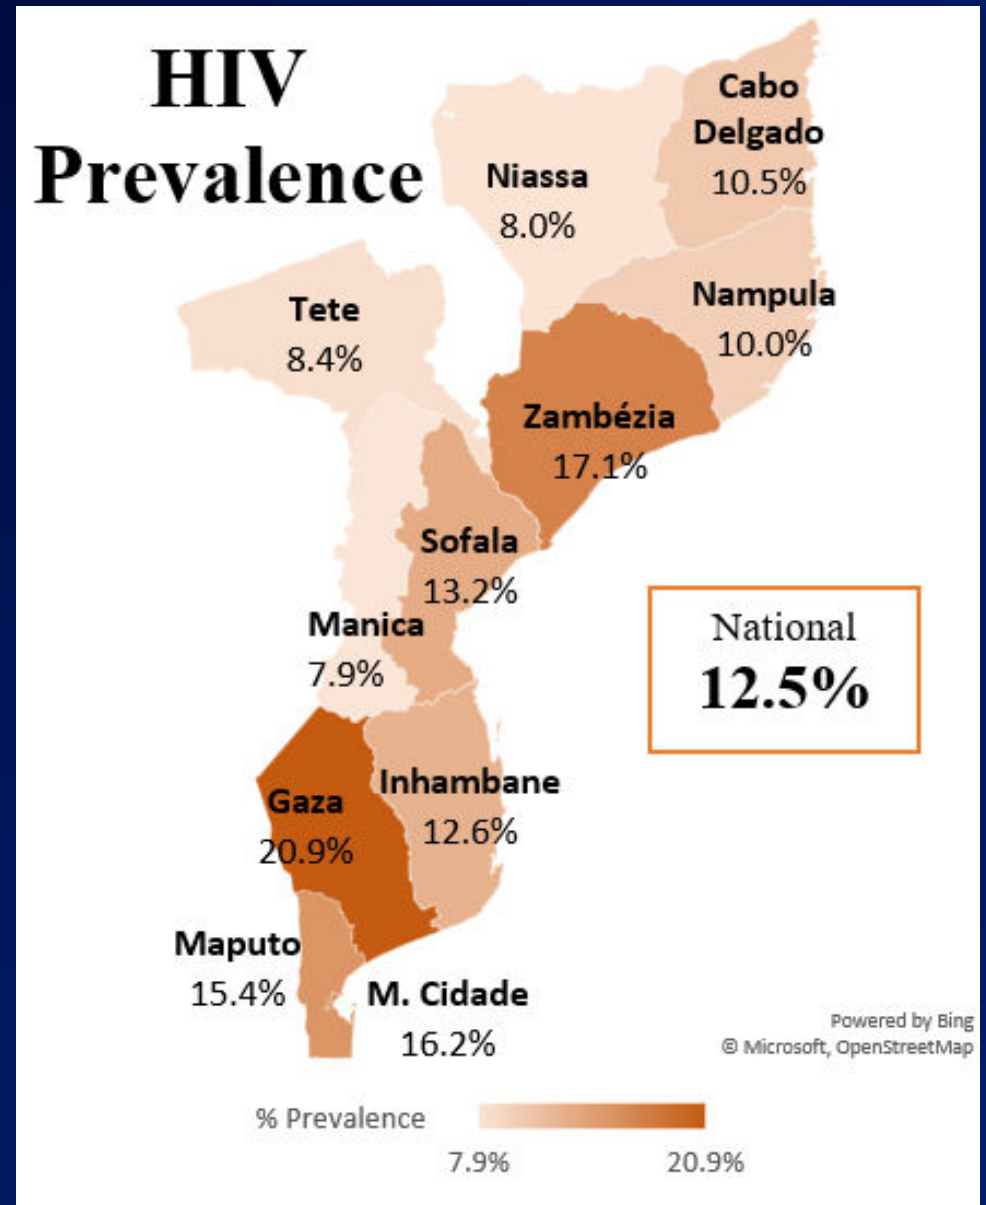 HIV
Prevalence
Cabo
Delgado
10.5%
Niassa
8.0%
Nampula
10.0%
Tete
8.4%
Zambézia
17.1%
Sofala
13.2%
Manica
7.9%
National
12.5%
Inhambane
12.6%
Gaza
20.9%
Maputo
15.4%
M. Cidade
16.2%
Powered by Bing
© Microsoft, OpenStreetMap
% Prevalence
7.9%
20.9%